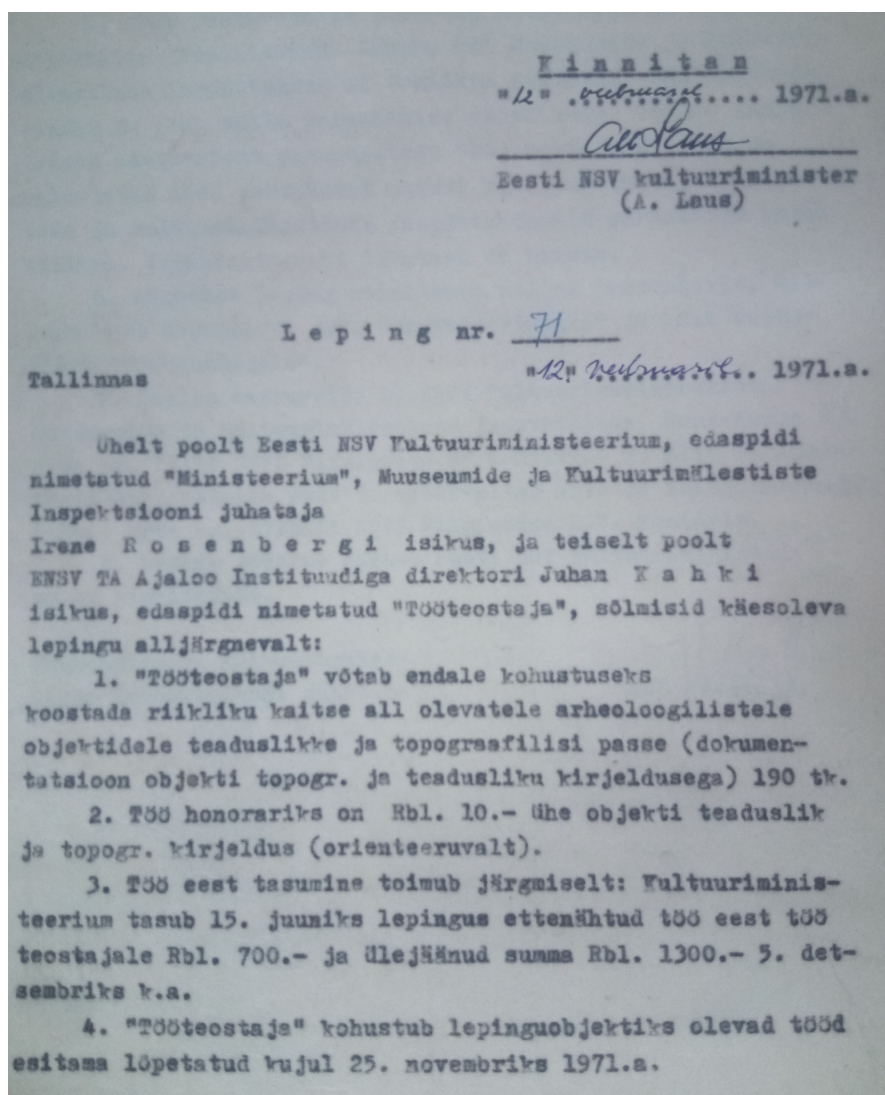 Kinnitan
"12" veebruaril 1971.a.
Eesti NSV kultuuriminister
(A. Laus)
Leping nr. 71
Tallinnas "12" veebruaril 1971.a.
Ühelt poolt Eesti NSV Kultuuriministeerium, edaspidi
nimetatud "Ministeerium", Muuseumide ja Kultuurimälestiste
Inspektsiooni juhataja
Irene Rosenbergi isikus, ja teiselt poolt
ENSV TA Ajaloo Instituudiga direktori Juhan Kahki
isikus, edaspidi nimetatud "Tööteostaja", sõlmisid käesoleva
lepingu alljärgnevalt:
1. "Tööteostaja" võtab endale kohustuseks
koostada riikliku kaitse all olevatele arheoloogilistele
objektidele teaduslikke ja topograafilisi passe (dokumen-
tatsioon objekti topogr. ja teadusliku kirjeldusega) 190 tk.
2. Töö honorariks on Rbl. 10.- ühe objekti teaduslik
ja topogr. kirjeldus (orienteeruvalt).
3. Töö eest tasumine toimub järgmiselt: Kultuuriminis-
teerium tasub 15. juuniks lepingus ettenähtud töö eest töö
teostajale Rbl. 700.- ja ülejäänud summa Rbl. 1300.- 5. det-
sembriks k.a.
4. "Tööteostaja" kohustub lepinguobjektiks olevad tööd
esitama lõpetatud kujul 25. novembriks 1971.a.